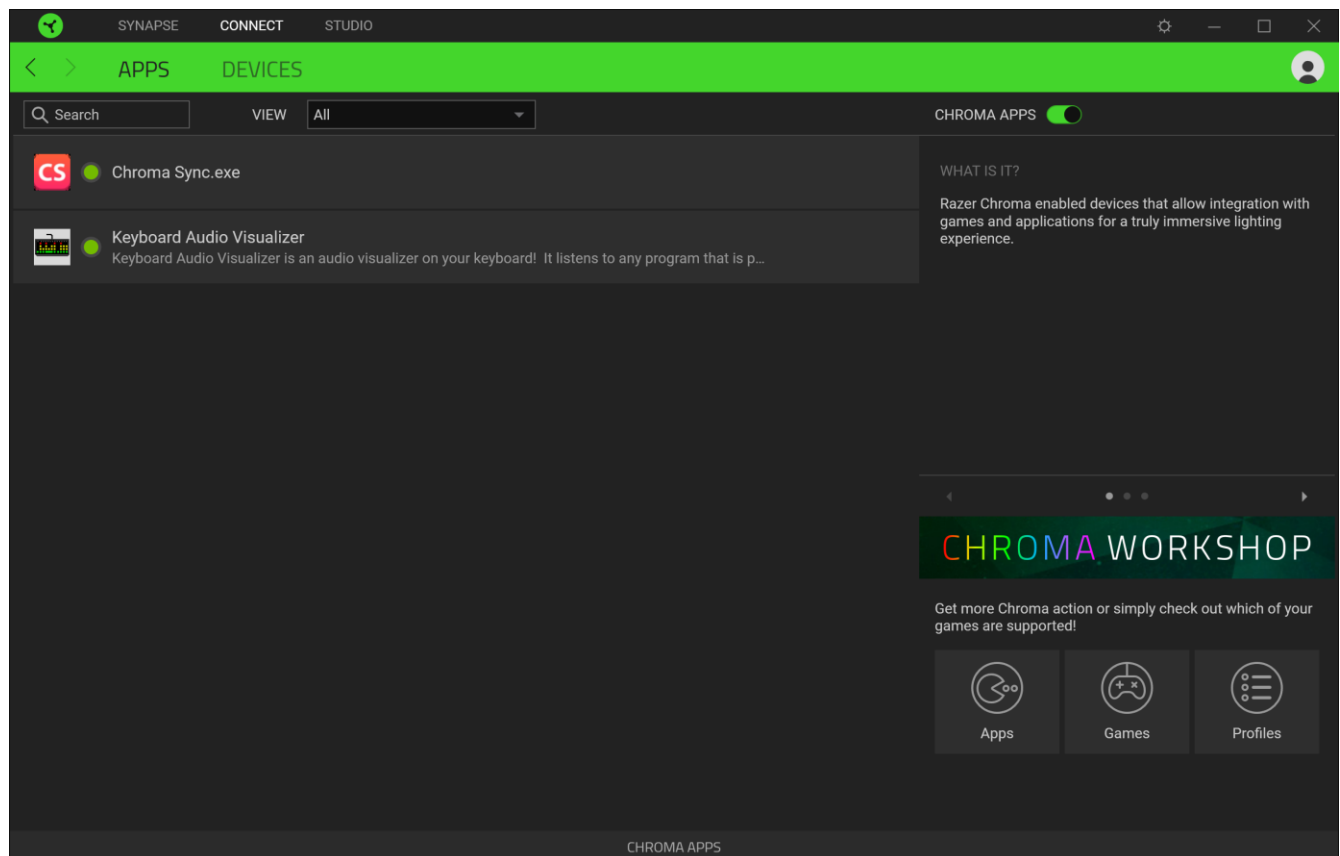 SYNAPSE CONNECT STUDIO
APPS DEVICES
Search VIEW All CHROMA APPS
CS Chroma Sync.exe
Keyboard Audio Visualizer
Keyboard Audio Visualizer is an audio visualizer on your keyboard! It listens to any program that is p...
WHAT IS IT?
Razer Chroma enabled devices that allow integration with
games and applications for a truly immersive lighting
experience.
CHROMA WORKSHOP
Get more Chroma action or simply check out which of your
games are supported!
Apps Games Profiles
CHROMA APPS